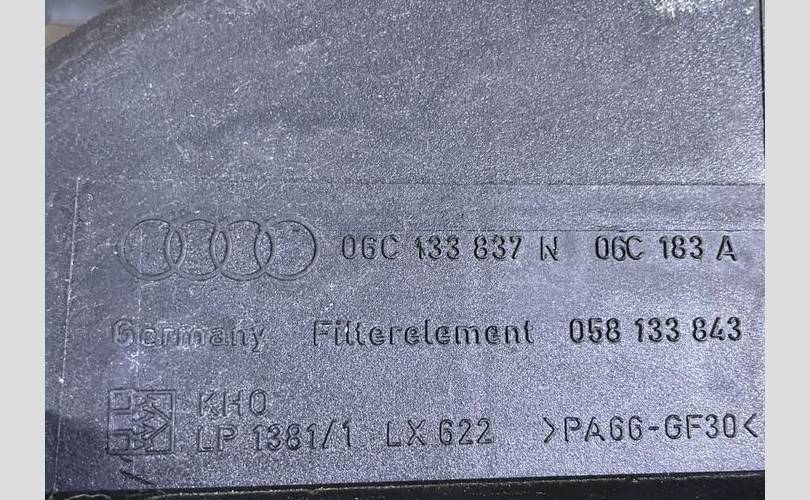 06C 133 837 N 06C 183 A
Germany Filterelement 058 133 843
KHO
LP 1381/1 LX 622 >PA66-GF30<